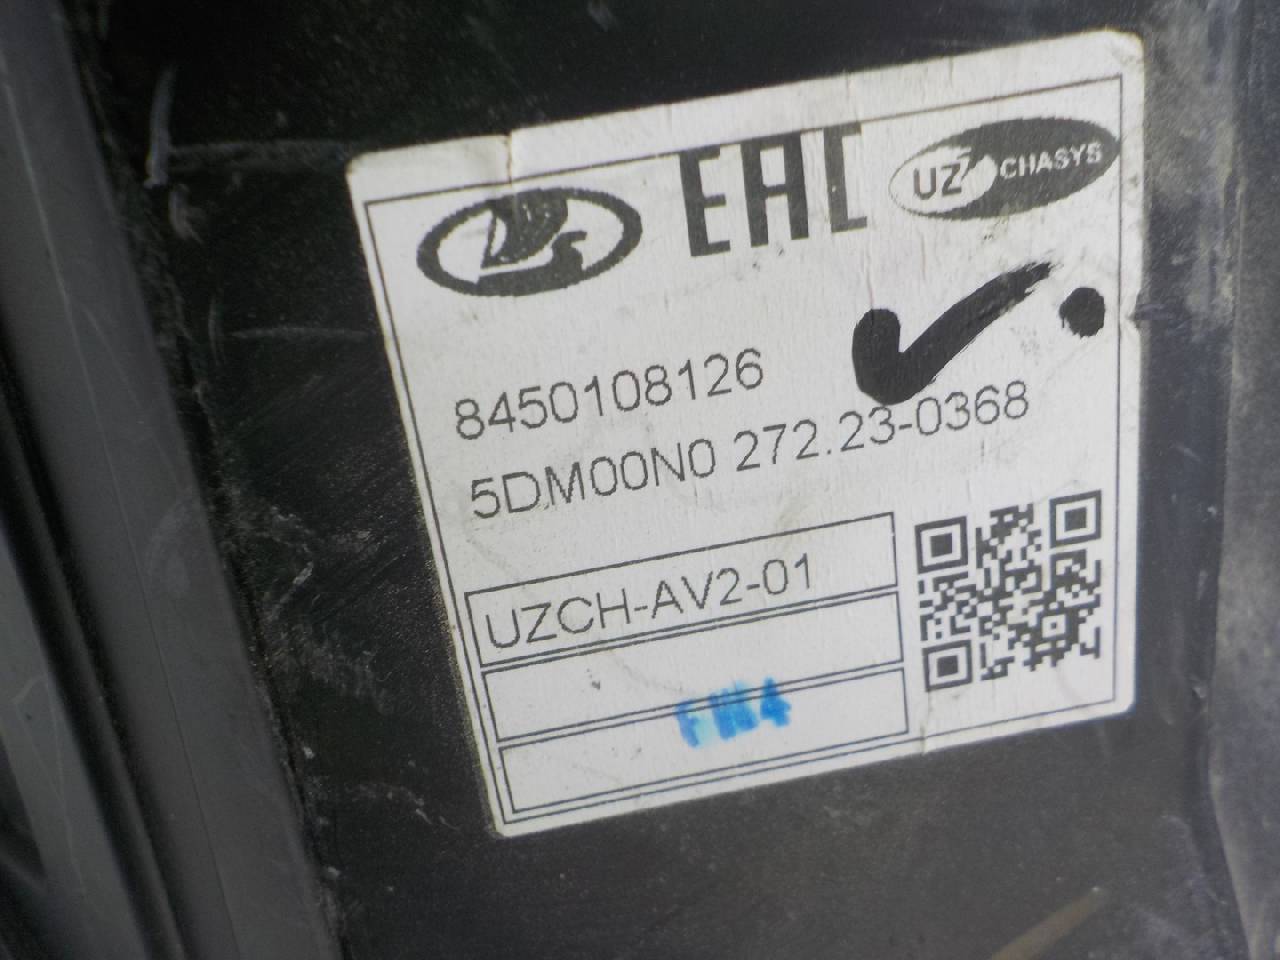 EAC
UZ CHASYS
8450108126
5DM00N0 272.23-0368
UZCH-AV2-01